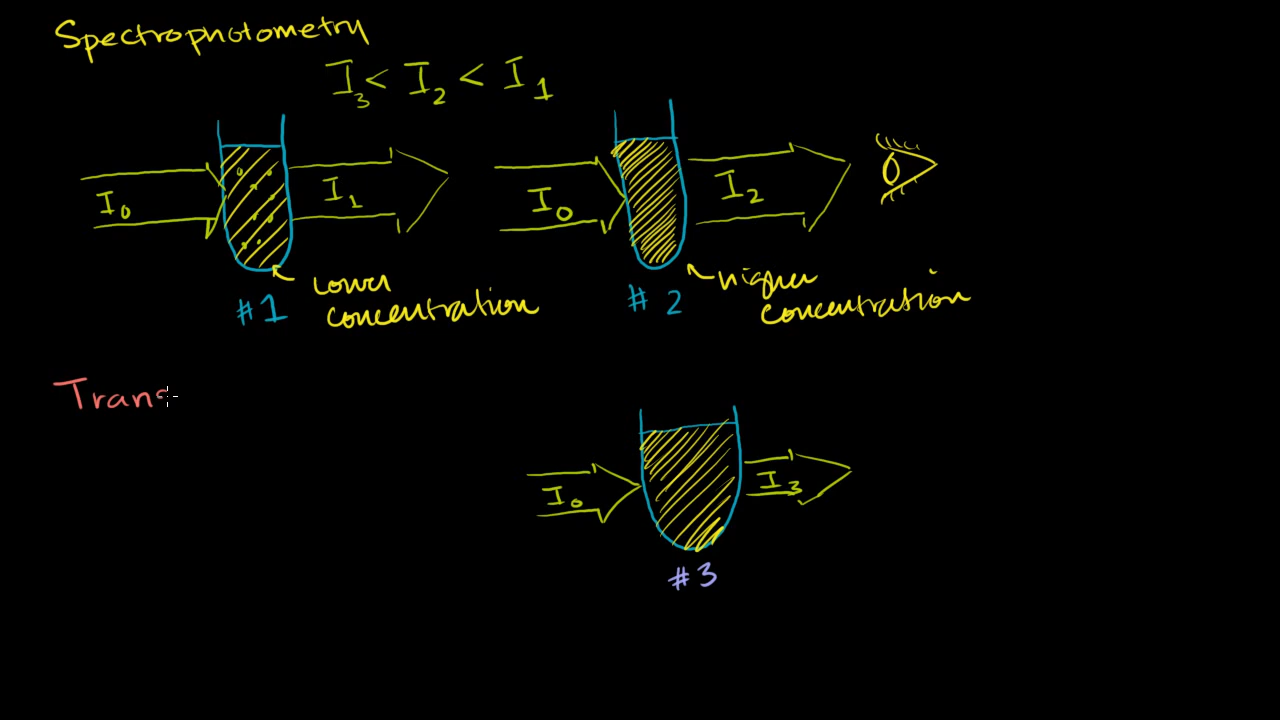 Spectrophotometry
I₃ < I₂ < I₁
I₀
I₁
I₀
I₂
lower
concentration
#1
higher
concentration
#2
Trans
I₀
I₃
#3